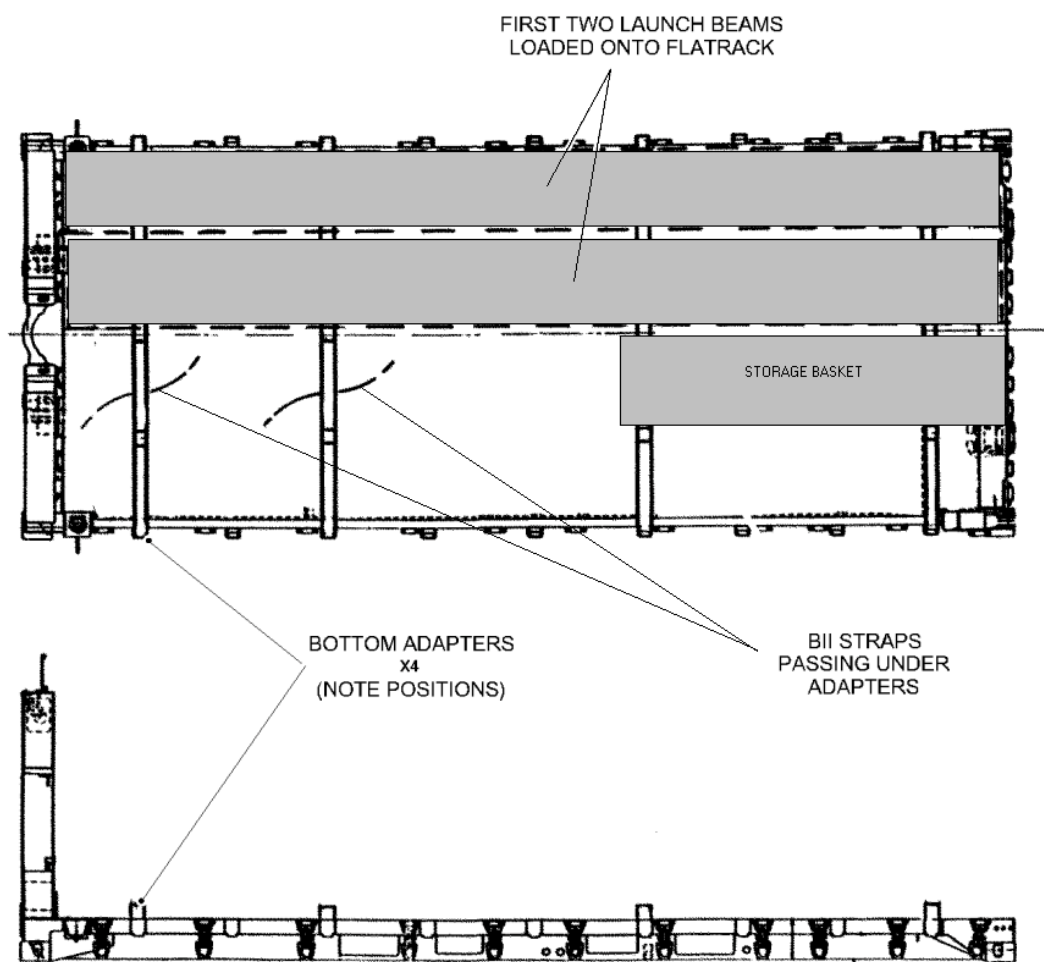 FIRST TWO LAUNCH BEAMS
LOADED ONTO FLATRACK
STORAGE BASKET
BOTTOM ADAPTERS
X4
(NOTE POSITIONS)
BII STRAPS
PASSING UNDER
ADAPTERS